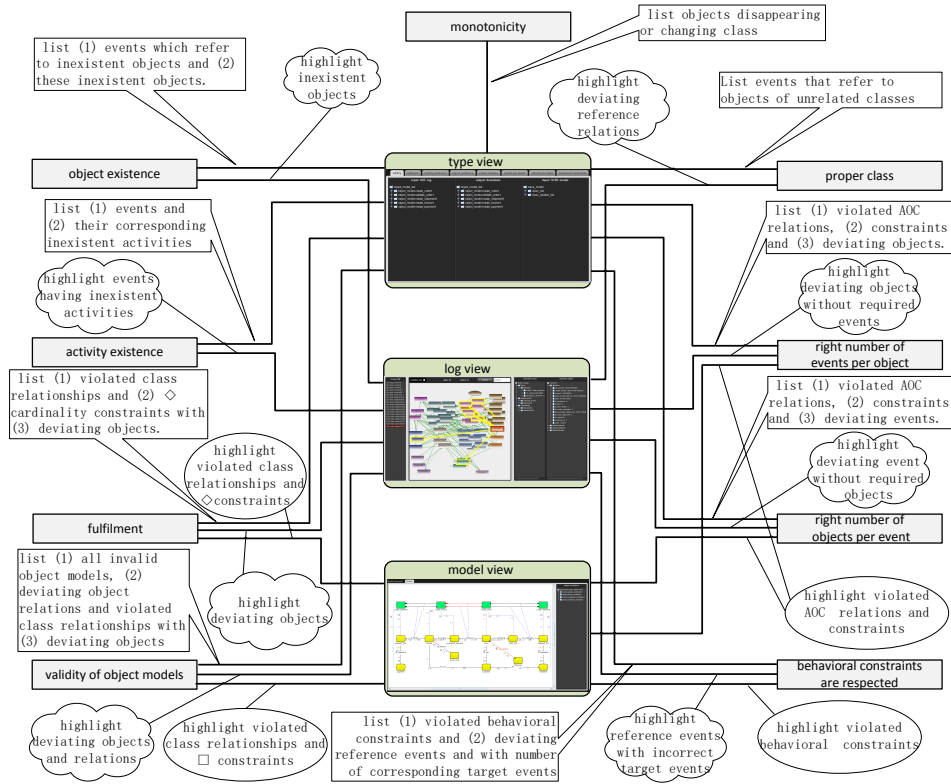 monotonicity
list objects disappearing
or changing class
list (1) events which refer
to inexistent objects and (2)
these inexistent objects.
highlight
inexistent
objects
highlight
deviating
reference
relations
List events that refer to
objects of unrelated classes
object existence
type view
proper class
list (1) events and
(2) their corresponding
inexistent activities
list (1) violated AOC
relations, (2) constraints
and (3) deviating objects.
highlight events
having inexistent
activities
highlight
deviating objects
without required
events
activity existence
log view
right number of
events per object
list (1) violated class
relationships and (2) ◇
cardinality constraints with
(3) deviating objects.
list (1) violated AOC
relations, (2) constraints
and (3) deviating events.
highlight
violated class
relationships and
◇constraints
highlight
deviating event
without required
objects
fulfilment
right number of
objects per event
list (1) all invalid
object models, (2)
deviating object
relations and violated
class relationships with
(3) deviating objects
model view
highlight
deviating objects
highlight violated
AOC relations and
constraints
validity of object models
behavioral constraints
are respected
highlight
deviating objects
and relations
highlight violated
class relationships and
□ constraints
list (1) violated behavioral
constraints and (2) deviating
reference events and with number
of corresponding target events
highlight
reference events
with incorrect
target events
highlight violated
behavioral constraints